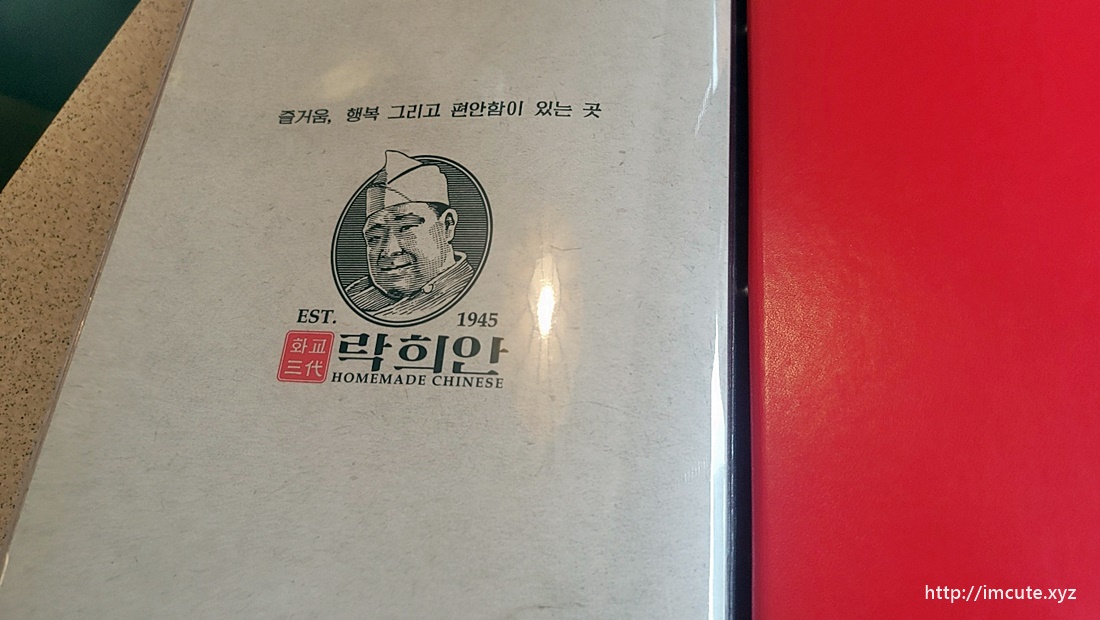 즐거움, 행복 그리고 편안함이 있는 곳
EST. 1945
화교
三代
락희안
HOMEMADE CHINESE
http://imcute.xyz